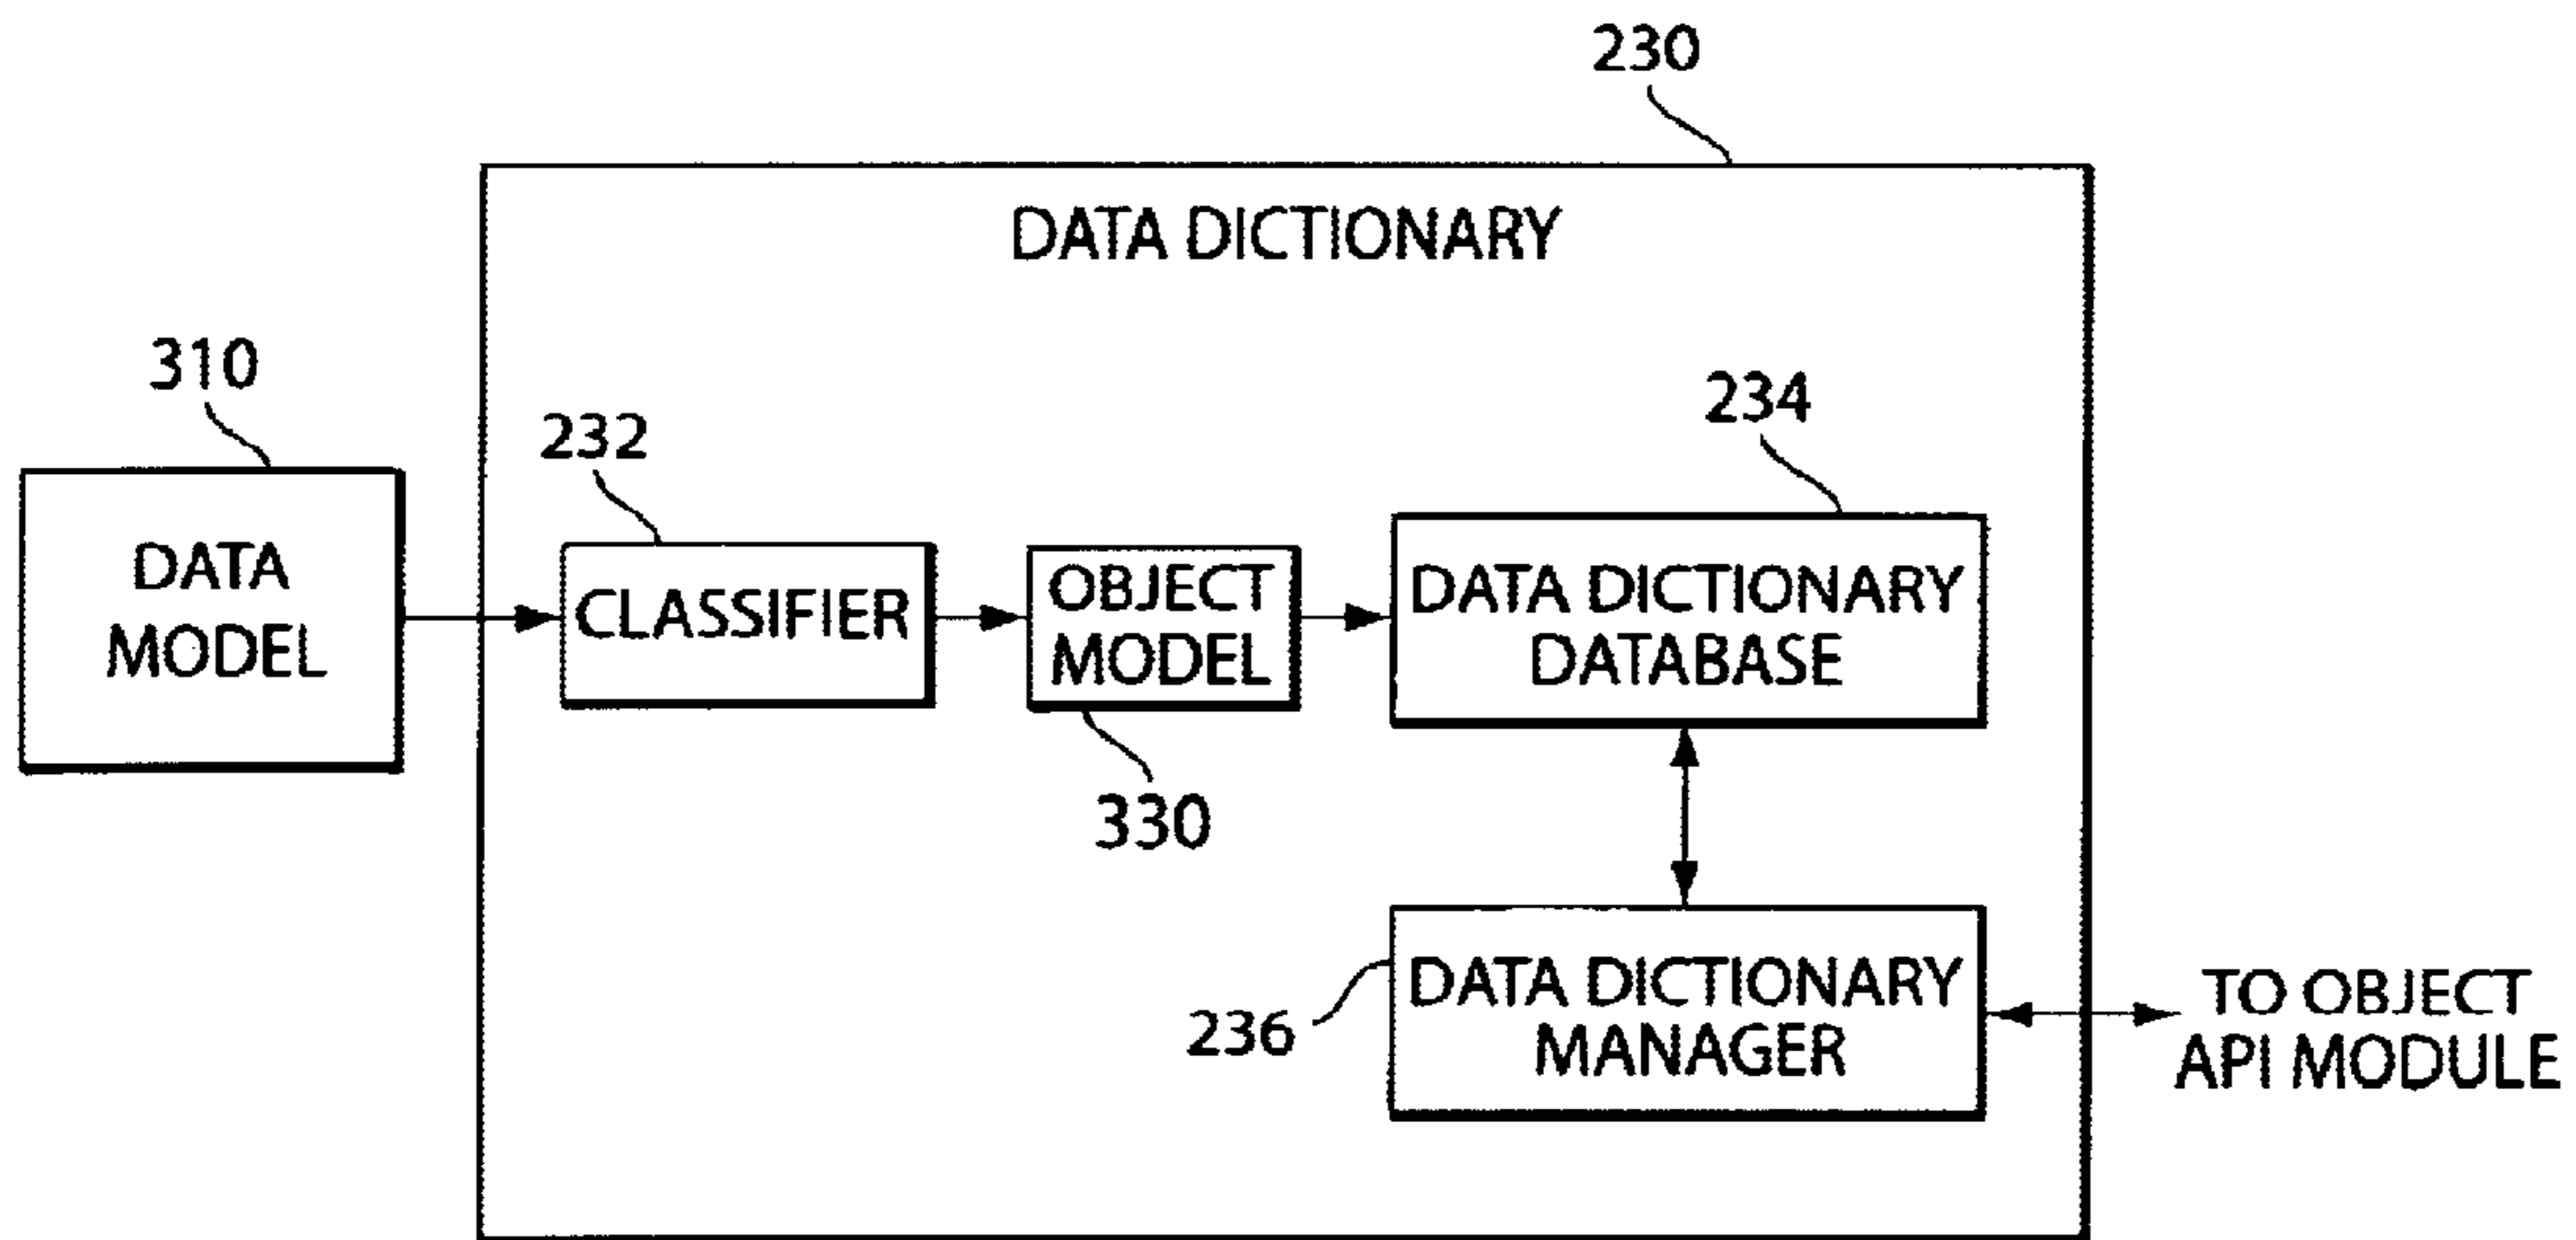 230
DATA DICTIONARY
310
232
234
DATA
MODEL
CLASSIFIER
OBJECT
MODEL
DATA DICTIONARY
DATABASE
330
236
DATA DICTIONARY
MANAGER
TO OBJECT
API MODULE